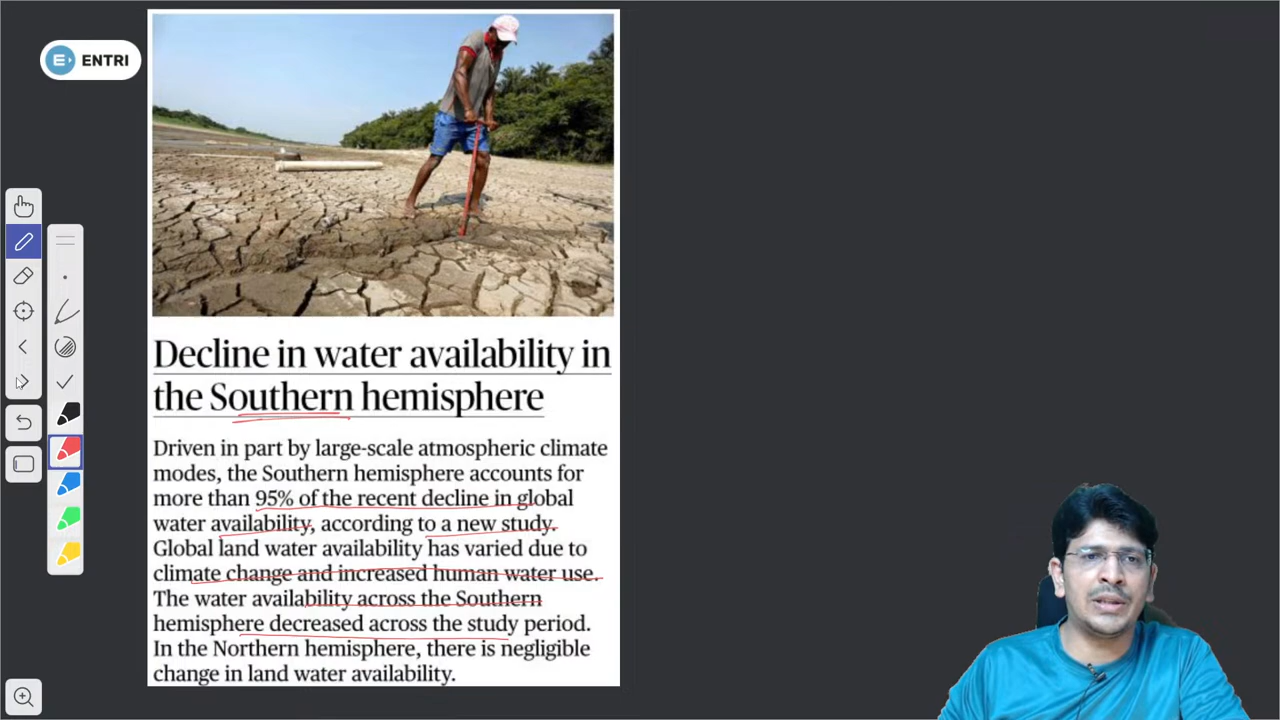 ENTRI
Decline in water availability in
the Southern hemisphere
Driven in part by large-scale atmospheric climate
modes, the Southern hemisphere accounts for
more than 95% of the recent decline in global
water availability, according to a new study.
Global land water availability has varied due to
climate change and increased human water use.
The water availability across the Southern
hemisphere decreased across the study period.
In the Northern hemisphere, there is negligible
change in land water availability.